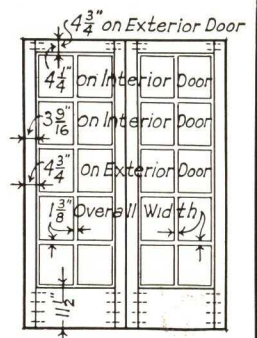 4 3/4" on Exterior Door
4 1/4" on Interior Door
3 9/16" on Interior Door
4 3/4" on Exterior Door
1 3/8" Overall Width
11 1/2"